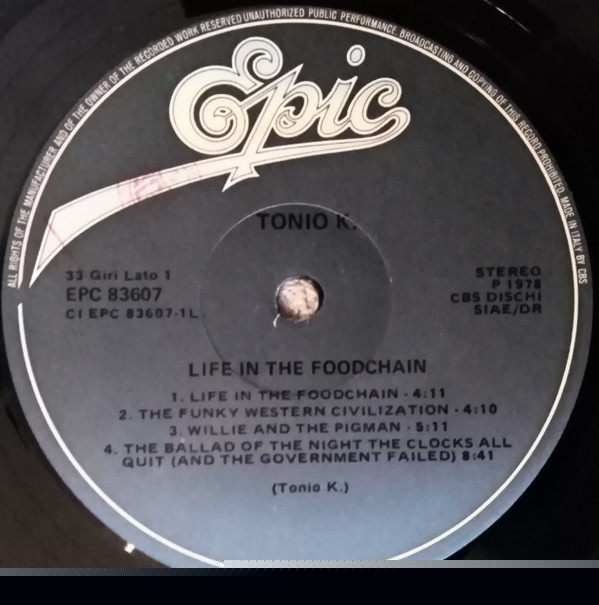 ALL RIGHTS OF THE MANUFACTURER AND OF THE OWNER OF THE RECORDED WORK RESERVED UNAUTHORIZED PUBLIC PERFORMANCE BROADCASTING AND COPYING OF THIS RECORD PROHIBITED. MADE IN ITALY BY CBS
Epic
TONIO K.
33 Giri Lato 1
EPC 83607
CI EPC 83607-1L
STEREO
P 1978
CBS DISCHI
SIAE/DR
LIFE IN THE FOODCHAIN
1. LIFE IN THE FOODCHAIN - 4:11
2. THE FUNKY WESTERN CIVILIZATION - 4:10
3. WILLIE AND THE PIGMAN - 5:11
4. THE BALLAD OF THE NIGHT THE CLOCKS ALL
QUIT (AND THE GOVERNMENT FAILED) 8:41
(Tonio K.)